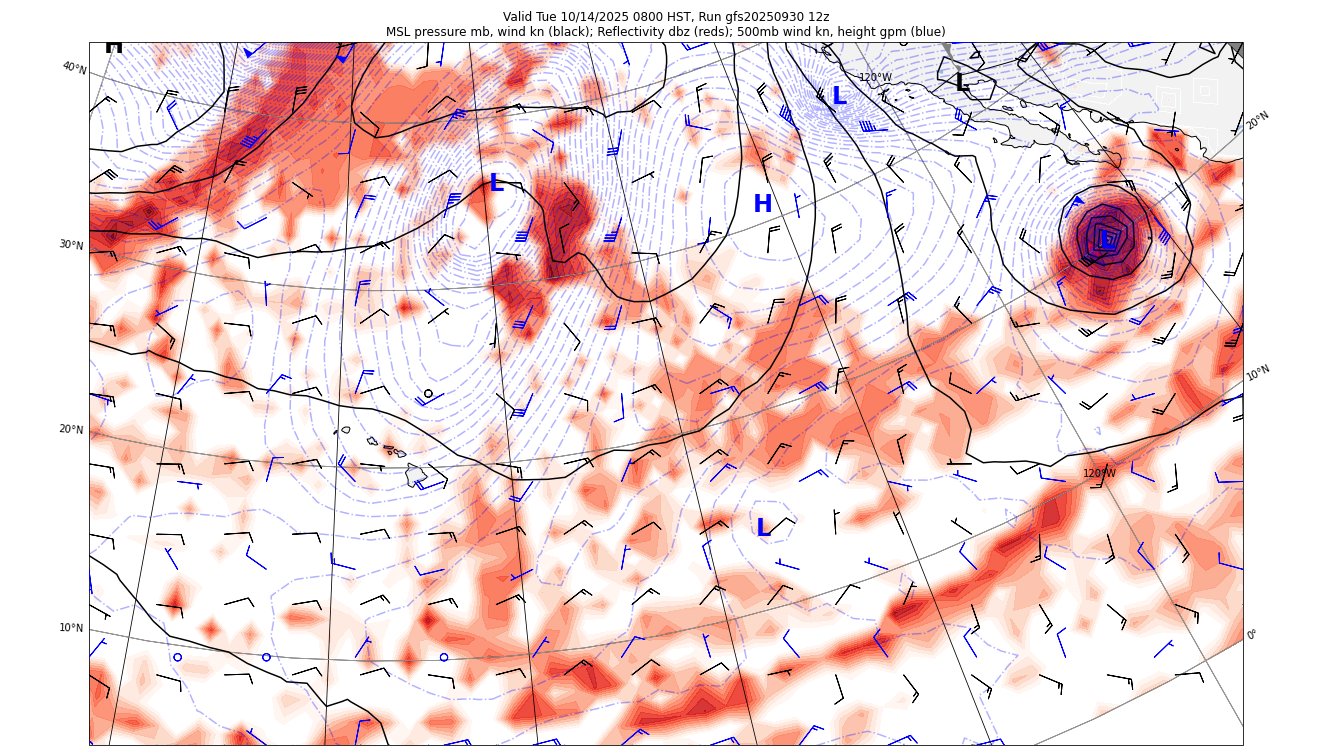 Valid Tue 10/14/2025 0800 HST, Run gfs20250930 12z
MSL pressure mb, wind kn (black); Reflectivity dbz (reds); 500mb wind kn, height gpm (blue)
H
40°N
120°W
L
L
20°N
L
H
30°N
L
10°N
20°N
120°W
L
10°N
0°